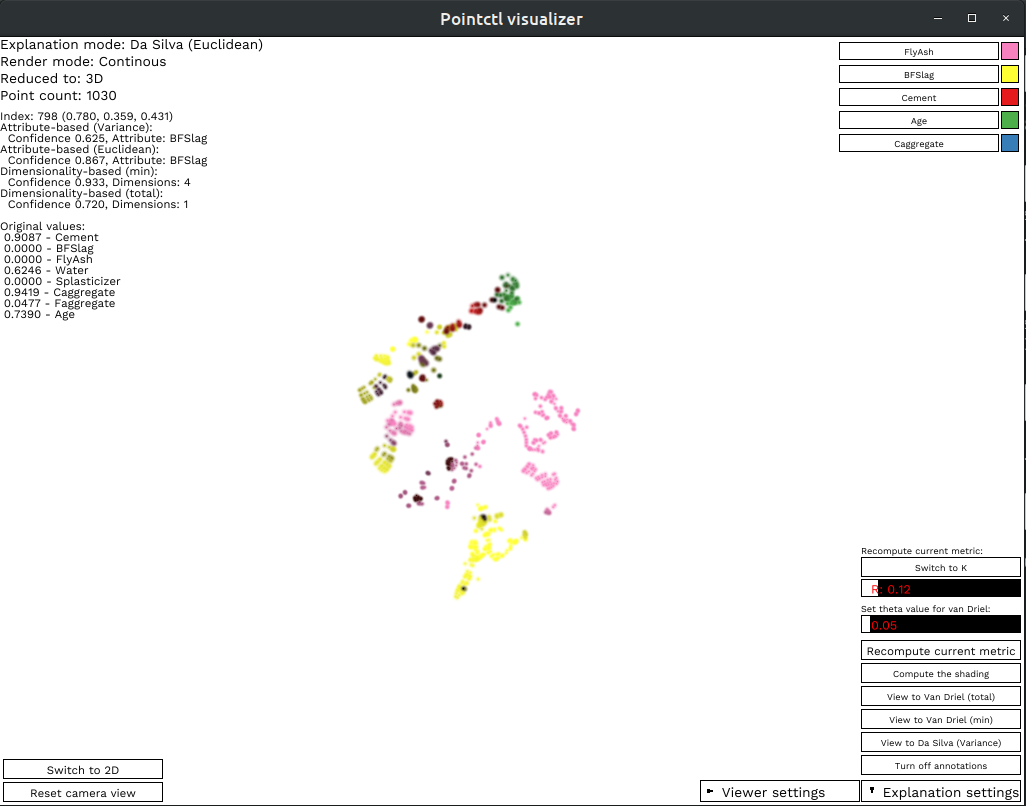 Pointctl visualizer
Explanation mode: Da Silva (Euclidean)
Render mode: Continous
Reduced to: 3D
Point count: 1030
Index: 798 (0.780, 0.359, 0.431)
Attribute-based (Variance):
Confidence 0.625, Attribute: BFSlag
Attribute-based (Euclidean):
Confidence 0.867, Attribute: BFSlag
Dimensionality-based (min):
Confidence 0.933, Dimensions: 4
Dimensionality-based (total):
Confidence 0.720, Dimensions: 1
Original values:
0.9087 - Cement
0.0000 - BFSlag
0.0000 - FlyAsh
0.6246 - Water
0.0000 - Splasticizer
0.9419 - Caggregate
0.0477 - Faggregate
0.7390 - Age
FlyAsh
BFSlag
Cement
Age
Caggregate
Recompute current metric:
Switch to K
R: 0.12
Set theta value for van Driel:
0.05
Recompute current metric
Compute the shading
View to Van Driel (total)
View to Van Driel (min)
View to Da Silva (Variance)
Turn off annotations
Switch to 2D
Reset camera view
Viewer settings
Explanation settings